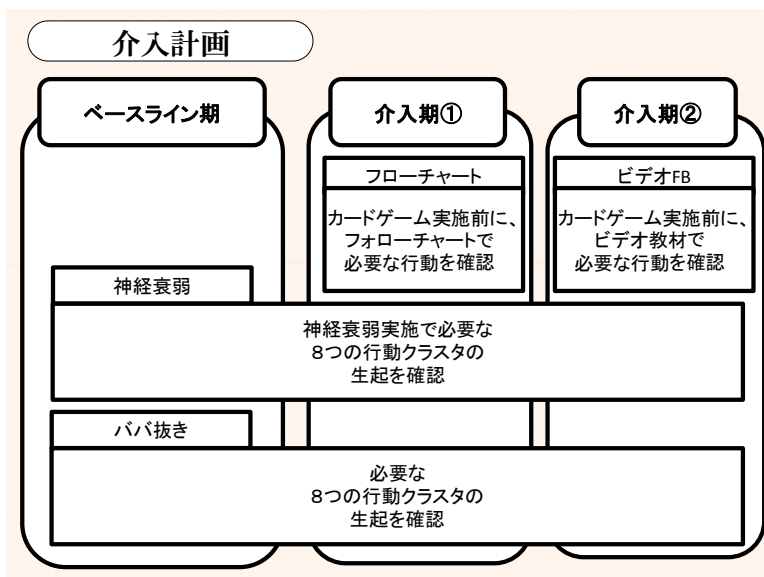 介入計画
ベースライン期
介入期①
介入期②
フローチャート
カードゲーム実施前に、
フォローチャートで
必要な行動を確認
ビデオFB
カードゲーム実施前に、
ビデオ教材で
必要な行動を確認
神経衰弱
神経衰弱実施で必要な
8つの行動クラスタの
生起を確認
ババ抜き
必要な
8つの行動クラスタの
生起を確認